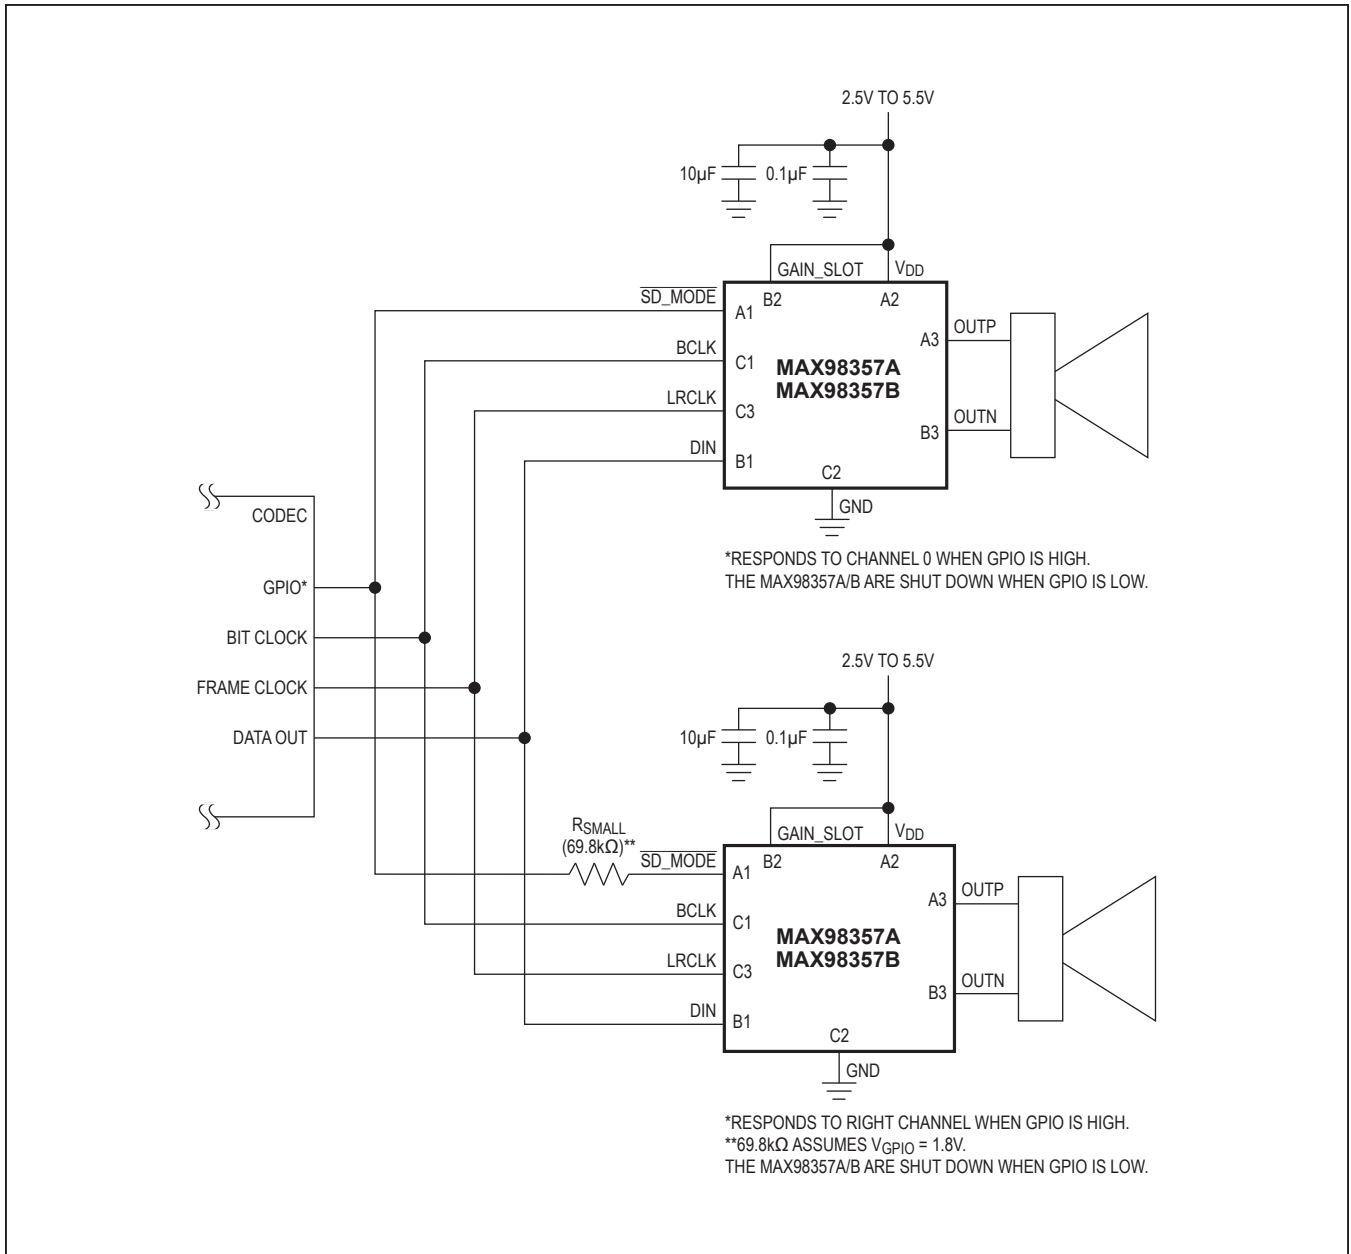 2.5V TO 5.5V
10µF
0.1µF
GAIN_SLOT
VDD
SD_MODE
B2
A2
A1
OUTP
A3
BCLK
C1
MAX98357A
MAX98357B
LRCLK
C3
OUTN
B3
DIN
B1
C2
GND
*RESPONDS TO CHANNEL 0 WHEN GPIO IS HIGH.
THE MAX98357A/B ARE SHUT DOWN WHEN GPIO IS LOW.
CODEC
GPIO*
BIT CLOCK
FRAME CLOCK
DATA OUT
2.5V TO 5.5V
10µF
0.1µF
RSMALL
(69.8kΩ)**
GAIN_SLOT
VDD
SD_MODE
B2
A2
A1
OUTP
A3
BCLK
C1
MAX98357A
MAX98357B
LRCLK
C3
OUTN
B3
DIN
B1
C2
GND
*RESPONDS TO RIGHT CHANNEL WHEN GPIO IS HIGH.
**69.8kΩ ASSUMES VGPIO = 1.8V.
THE MAX98357A/B ARE SHUT DOWN WHEN GPIO IS LOW.